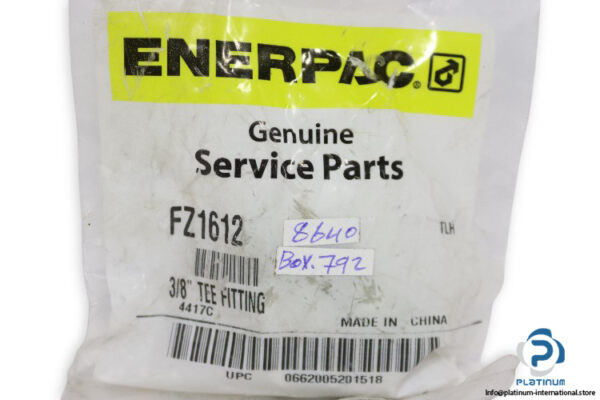 ENERPAC®
Genuine
Service Parts
FZ1612
8640
TLH
Box.792
3/8" TEE FITTING
4417C
MADE IN CHINA
UPC 0662005201518
PLATINUM
info@platinum-international.store